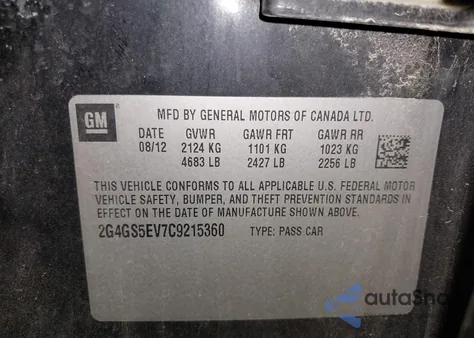 GM
MFD BY GENERAL MOTORS OF CANADA LTD.
DATE GVWR GAWR FRT GAWR RR
08/12 2124 KG 1101 KG 1023 KG
4683 LB 2427 LB 2256 LB
THIS VEHICLE CONFORMS TO ALL APPLICABLE U.S. FEDERAL MOTOR
VEHICLE SAFETY, BUMPER, AND THEFT PREVENTION STANDARDS IN
EFFECT ON THE DATE OF MANUFACTURE SHOWN ABOVE.
2G4GS5EV7C9215360 TYPE: PASS CAR
autaSna